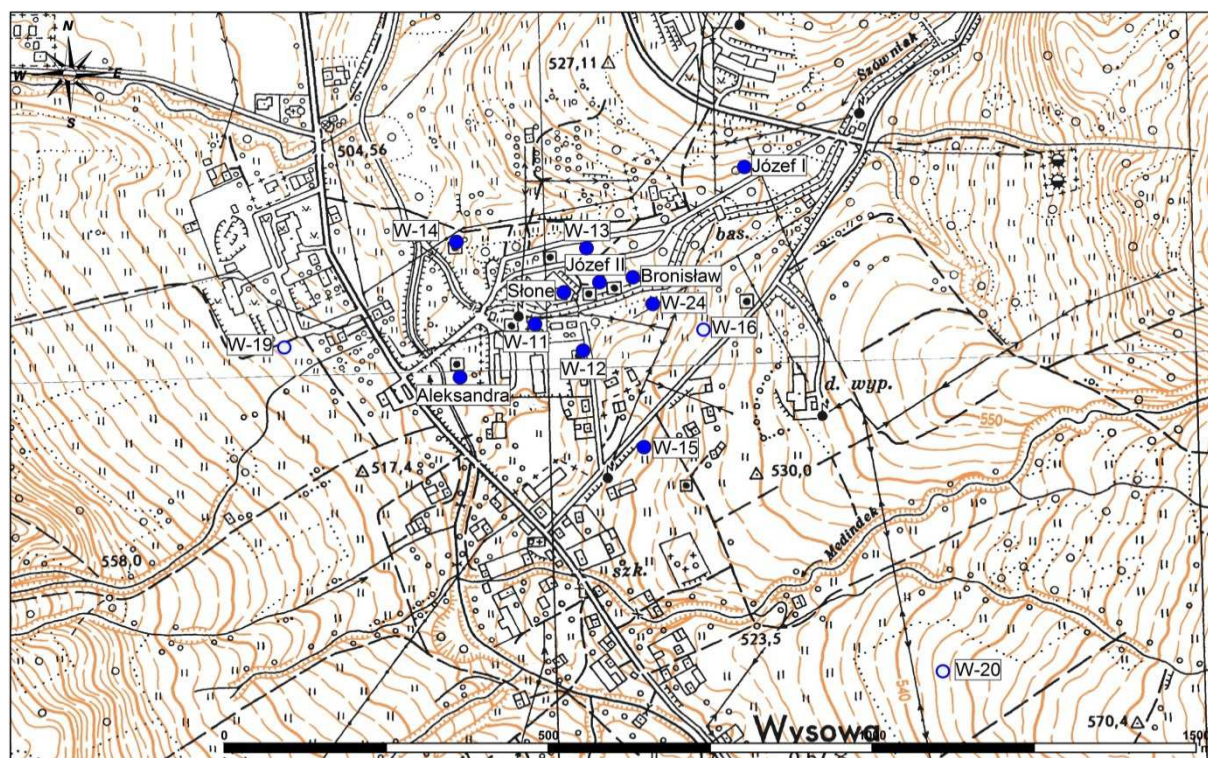 N
W E
S
527,11
Szówniak
504,56
Józef I
W-14
W-13
bas.
Józef II
Bronisław
Słone
W-24
W-16
W-19
W-11
W-12
Aleksandra
d. wyp.
550
W-15
517,4
530,0
Medindek
558,0
szk.
523,5
W-20
540
570,4
Wysowa
0 500 1500
m